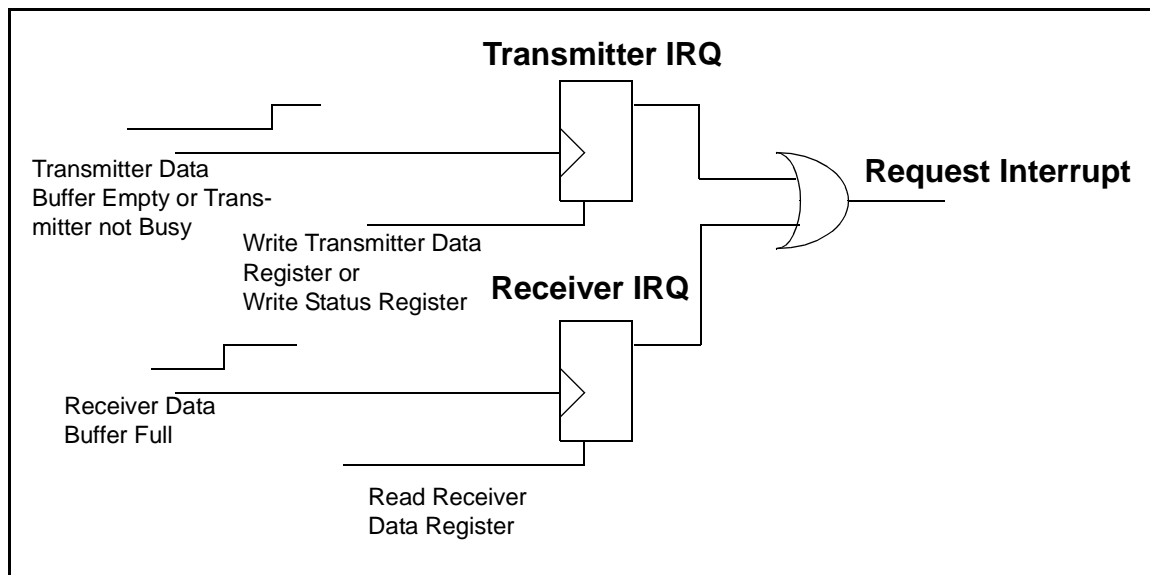 Transmitter IRQ
Transmitter Data
Buffer Empty or Trans-
mitter not Busy
Request Interrupt
Write Transmitter Data
Register or
Write Status Register
Receiver IRQ
Receiver Data
Buffer Full
Read Receiver
Data Register